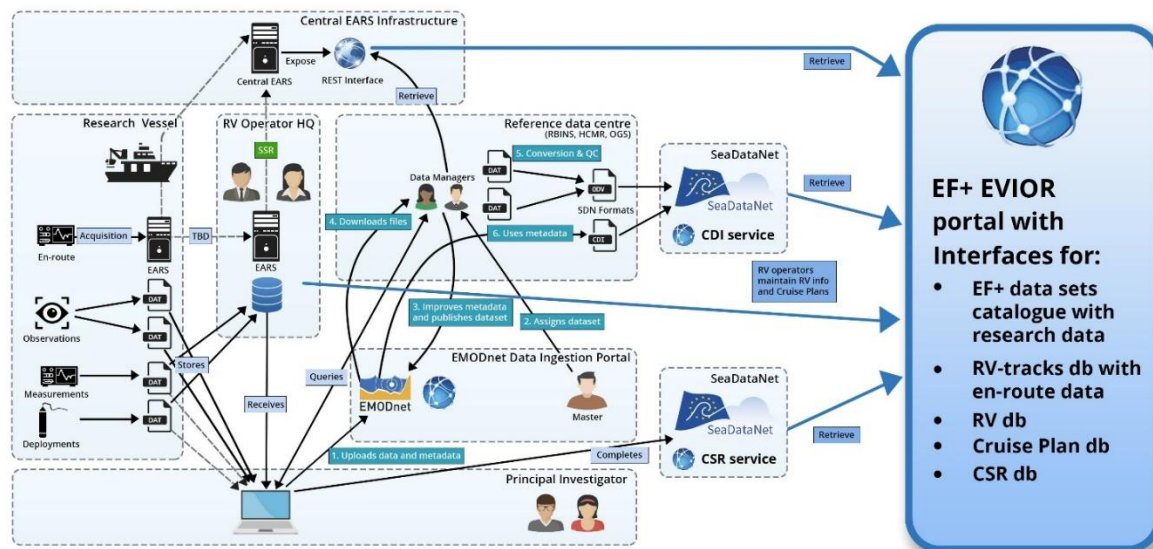 Central EARS Infrastructure
Central EARS
Expose
REST Interface
Retrieve
Retrieve
Research Vessel
En-route
Acquisition
EARS
TBD
Observations
DAT
DAT
Measurements
DAT
Deployments
DAT
Stores
RV Operator HQ
SSR
EARS
Receives
Reference data centre
(RBINS, HCMR, OGS)
Data Managers
4. Downloads files
5. Conversion & QC
DAT
DAT
ODV
SDN Formats
6. Uses metadata
CDI
3. Improves metadata
and publishes dataset
2. Assigns dataset
Queries
EMODnet Data Ingestion Portal
EMODnet
Master
1. Uploads data and metadata
Completes
Principal Investigator
SeaDataNet
SeaDataNet
CDI service
Retrieve
RV operators
maintain RV info
and Cruise Plans
SeaDataNet
SeaDataNet
CSR service
Retrieve
EF+ EVIOR
portal with
Interfaces for:
• EF+ data sets
catalogue with
research data
• RV-tracks db with
en-route data
• RV db
• Cruise Plan db
• CSR db